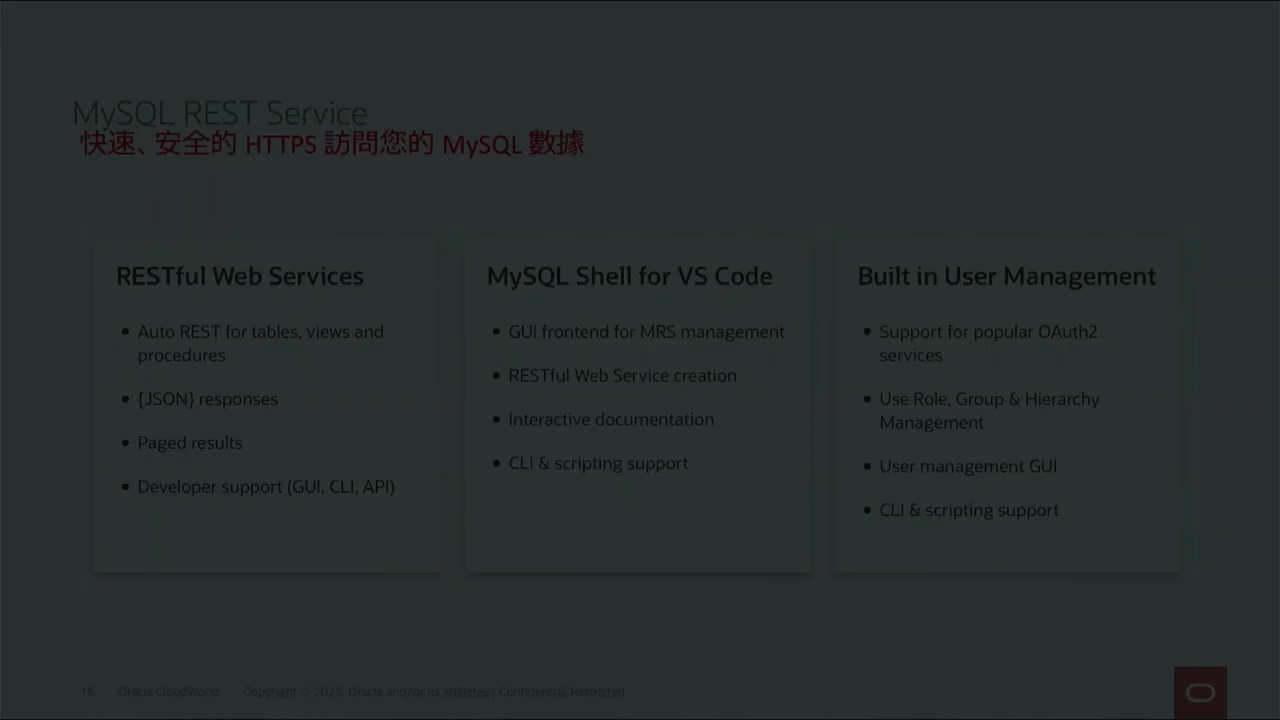 MySQL REST Service
快速、安全的 HTTPS 訪問您的 MySQL 數據
RESTful Web Services
• Auto REST for tables, views and
procedures
• {JSON} responses
• Paged results
• Developer support (GUI, CLI, API)
MySQL Shell for VS Code
• GUI frontend for MRS management
• RESTful Web Service creation
• Interactive documentation
• CLI & scripting support
Built in User Management
• Support for popular OAuth2
services
• Use Role, Group & Hierarchy
Management
• User management GUI
• CLI & scripting support
18 Oracle CloudWorld Copyright © 2023, Oracle and/or its affiliates | Confidential: Restricted